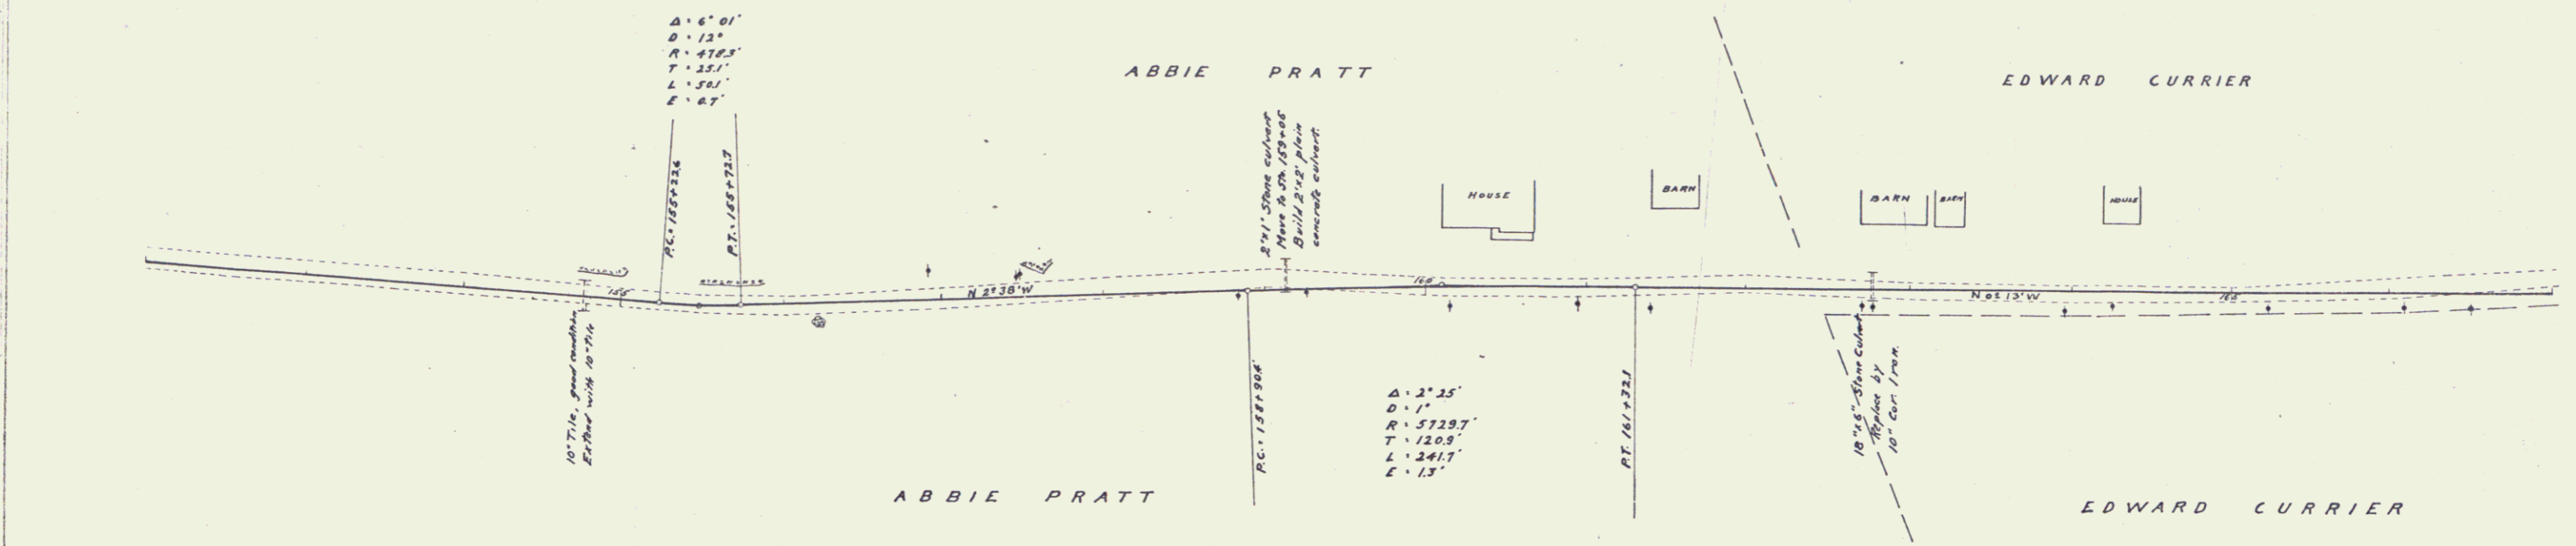 Δ = 6° 01'
D = 12°
R = 478.3'
T = 25.1'
L = 50.1'
E = 0.7'
ABBIE PRATT
EDWARD CURRIER
P.C. = 155+22.6
P.T. = 155+72.7
2'x1' Stone culvert
Move to Sta. 159+05
Build 2'x2' plain
concrete culvert.
HOUSE
BARN
BARN
BARN
HOUSE
155
N 2° 38' W
160
N 0° 13' W
165
10" Tile, good condition
Extend with 10" Tile
P.C. = 158+90.4
Δ = 2° 25'
D = 1°
R = 5729.7'
T = 120.9'
L = 241.7'
E = 1.3'
P.T. 161+32.1
18"x6" Stone Culvert
Replace by
10" Cor. Iron.
ABBIE PRATT
EDWARD CURRIER